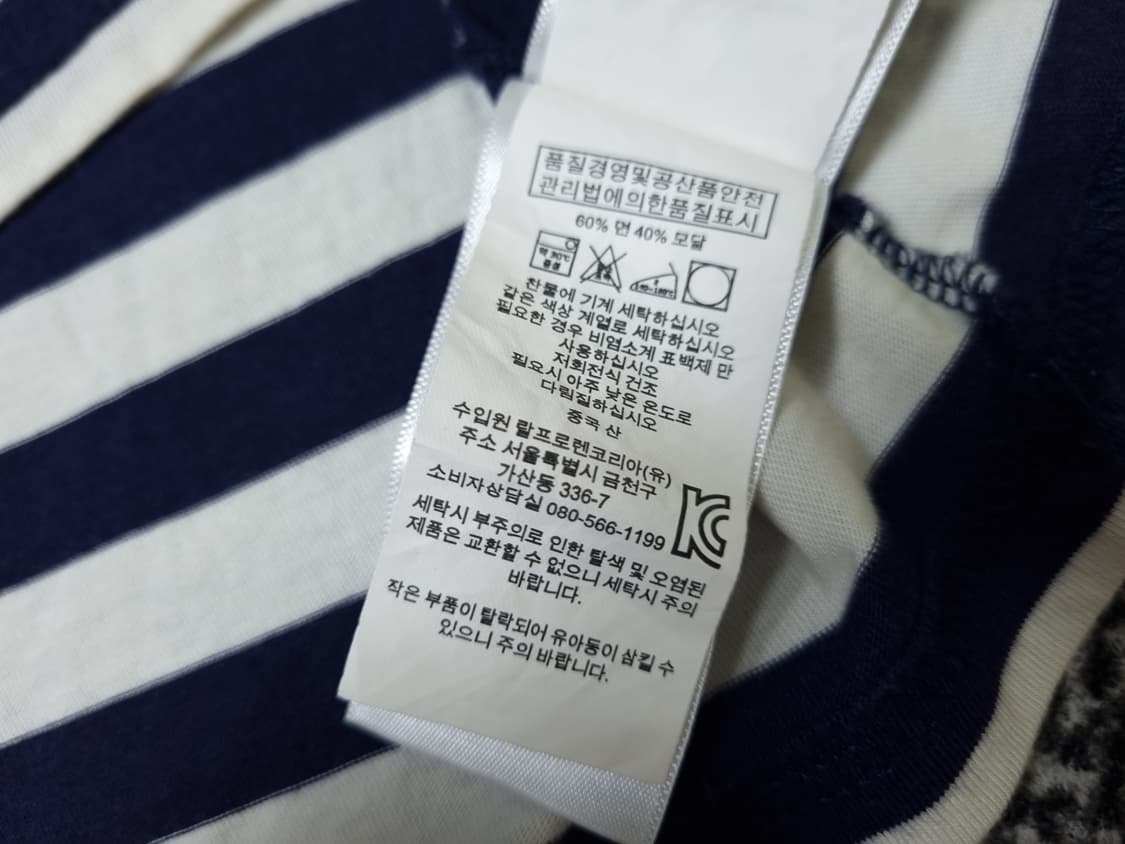 품질경영및공산품안전
관리법에의한품질표시
60% 면 40% 모달
약 30℃
중성
찬물에 기계 세탁하십시오
같은 색상 계열로 세탁하십시오
필요한 경우 비염소계 표백제 만
사용하십시오
저회전식 건조
필요시 아주 낮은 온도로
다림질하십시오
중국 산
수입원 랄프로렌코리아(유)
주소 서울특별시 금천구
가산동 336-7
소비자상담실 080-566-1199
세탁시 부주의로 인한 탈색 및 오염된
제품은 교환할 수 없으니 세탁시 주의
바랍니다.
작은 부품이 탈락되어 유아동이 삼킬 수
있으니 주의 바랍니다.